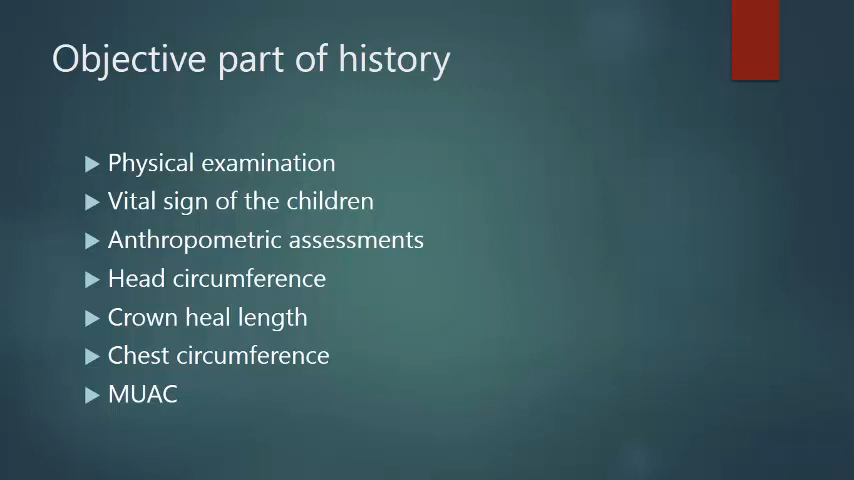 Objective part of history
Physical examination
Vital sign of the children
Anthropometric assessments
Head circumference
Crown heal length
Chest circumference
MUAC